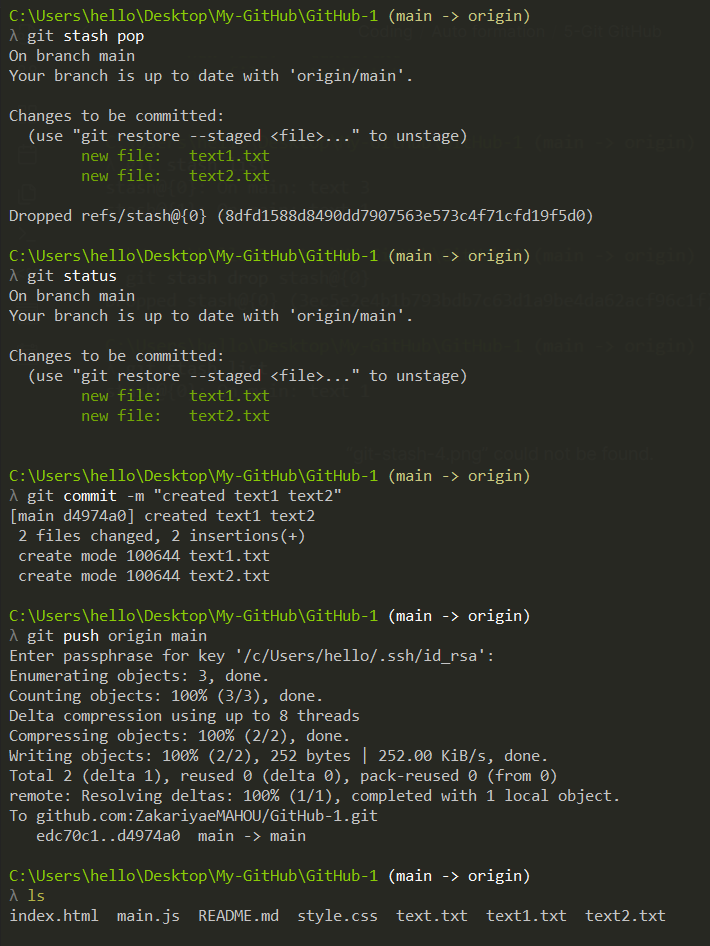 C:\Users\hello\Desktop\My-GitHub\GitHub-1 (main -> origin)
λ git stash pop
On branch main
Your branch is up to date with 'origin/main'.
Changes to be committed:
  (use "git restore --staged <file>..." to unstage)
        new file:   text1.txt
        new file:   text2.txt
Dropped refs/stash@{0} (8dfd1588d8490dd7907563e573c4f71cfd19f5d0)
C:\Users\hello\Desktop\My-GitHub\GitHub-1 (main -> origin)
λ git status
On branch main
Your branch is up to date with 'origin/main'.
Changes to be committed:
  (use "git restore --staged <file>..." to unstage)
        new file:   text1.txt
        new file:   text2.txt
C:\Users\hello\Desktop\My-GitHub\GitHub-1 (main -> origin)
λ git commit -m "created text1 text2"
[main d4974a0] created text1 text2
 2 files changed, 2 insertions(+)
 create mode 100644 text1.txt
 create mode 100644 text2.txt
C:\Users\hello\Desktop\My-GitHub\GitHub-1 (main -> origin)
λ git push origin main
Enter passphrase for key '/c/Users/hello/.ssh/id_rsa':
Enumerating objects: 3, done.
Counting objects: 100% (3/3), done.
Delta compression using up to 8 threads
Compressing objects: 100% (2/2), done.
Writing objects: 100% (2/2), 252 bytes | 252.00 KiB/s, done.
Total 2 (delta 1), reused 0 (delta 0), pack-reused 0 (from 0)
remote: Resolving deltas: 100% (1/1), completed with 1 local object.
To github.com:ZakariyaeMAHOU/GitHub-1.git
   edc70c1..d4974a0  main -> main
C:\Users\hello\Desktop\My-GitHub\GitHub-1 (main -> origin)
λ ls
index.html  main.js  README.md  style.css  text.txt  text1.txt  text2.txt